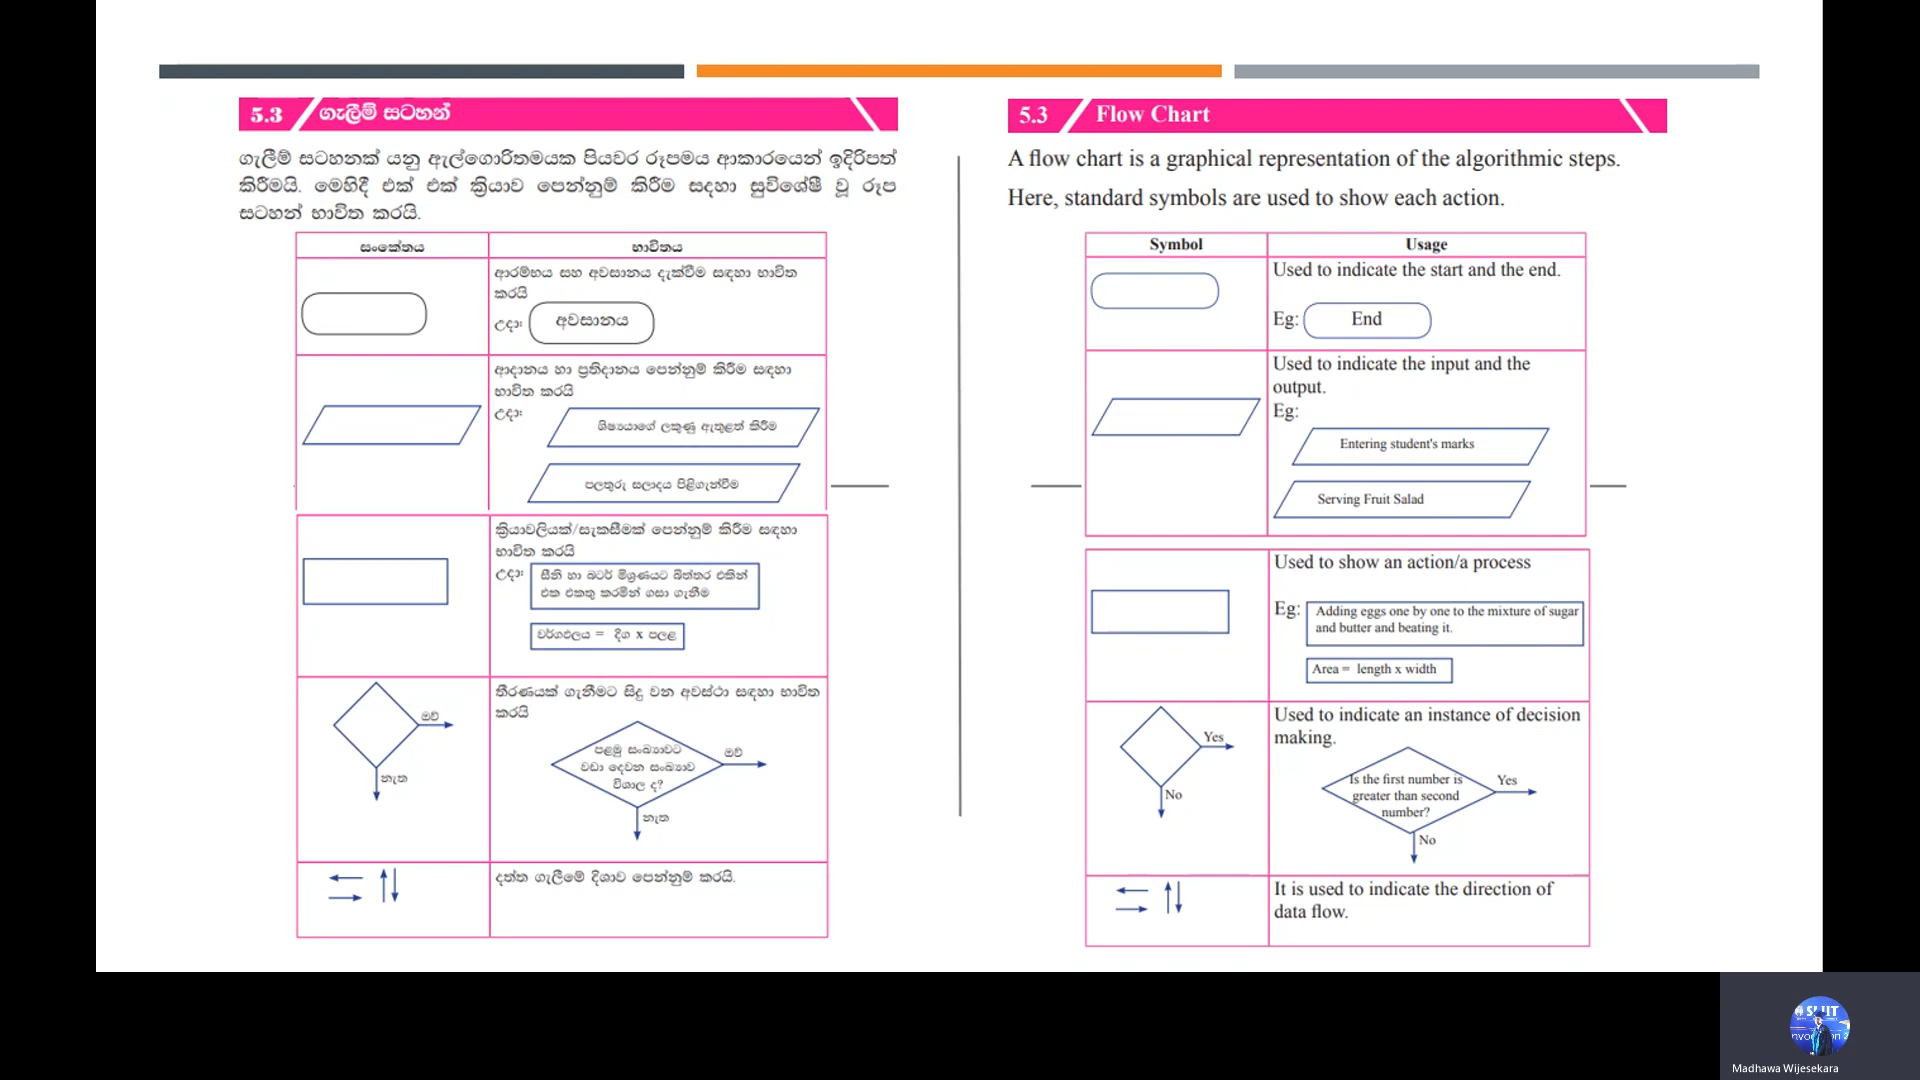 5.3 ගැලීම් සටහන්
ගැලීම් සටහනක් යනු ඇල්ගොරිතමයක පියවර රූපමය ආකාරයෙන් ඉදිරිපත්
කිරීමයි. මෙහිදී එක් එක් ක්‍රියාව පෙන්නුම් කිරීම සදහා සුවිශේෂී වූ රූප
සටහන් භාවිත කරයි.
සංකේතය භාවිතය
ආරම්භය සහ අවසානය දැක්වීම සඳහා භාවිත
කරයි
උදා: අවසානය
ආදානය හා ප්‍රතිදානය පෙන්නුම් කිරීම සඳහා
භාවිත කරයි
උදා:
ශිෂ්‍යයාගේ ලකුණු ඇතුළත් කිරීම
පලතුරු සලාදය පිළිගැන්වීම
ක්‍රියාවලියක්/සැකසීමක් පෙන්නුම් කිරීම සඳහා
භාවිත කරයි
උදා: සීනි හා බටර් මිශ්‍රණයට බිත්තර එකින්
එක එකතු කරමින් ගසා ගැනීම
වර්ගඵලය = දිග x පළළ
ඔව්
නැත
තීරණයක් ගැනීමට සිදු වන අවස්ථා සඳහා භාවිත
කරයි
පළමු සංඛ්‍යාවට
වඩා දෙවන සංඛ්‍යාව
විශාල ද?
ඔව්
නැත
දත්ත ගැලීමේ දිශාව පෙන්නුම් කරයි.
5.3 Flow Chart
A flow chart is a graphical representation of the algorithmic steps.
Here, standard symbols are used to show each action.
Symbol Usage
Used to indicate the start and the end.
Eg: End
Used to indicate the input and the
output.
Eg:
Entering student's marks
Serving Fruit Salad
Used to show an action/a process
Eg: Adding eggs one by one to the mixture of sugar
and butter and beating it.
Area = length x width
Yes
No
Used to indicate an instance of decision
making.
Is the first number is
greater than second
number?
Yes
No
It is used to indicate the direction of
data flow.
Madhawa Wijesekara